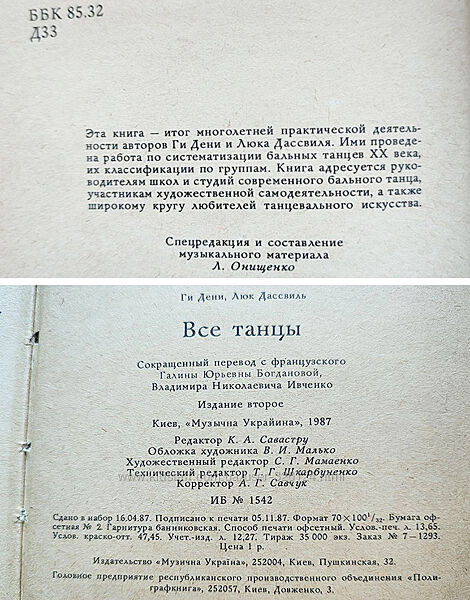 ББК 85.32
Д33
Эта книга — итог многолетней практической деятель-
ности авторов Ги Дени и Люка Дассвиля. Ими проведе-
на работа по систематизации бальных танцев XX века,
их классификации по группам. Книга адресуется руко-
водителям школ и студий современного бального танца,
участникам художественной самодеятельности, а также
широкому кругу любителей танцевального искусства.
Спецредакция и составление
музыкального материала
Л. Онищенко
Ги Дени, Люк Дассвиль
Все танцы
Сокращенный перевод с французского
Галины Юрьевны Богдановой,
Владимира Николаевича Ивченко
Издание второе
Киев, «Музычна Украйина», 1987
Редактор К. А. Савастру
Обложка художника В. И. Малько
Художественный редактор С. Г. Мамаенко
Технический редактор Т. Г. Шкарбуненко
Корректор А. Г. Савчук
ИБ № 1542
Сдано в набор 16.04.87. Подписано к печати 05.11.87. Формат 70×100¹/₃₂. Бумага оф-
сетная № 2. Гарнитура банниковская. Способ печати офсетный. Услов.-печ. л. 13,65.
Услов. краско-отт. 47,45. Учет.-изд. л. 12,27. Тираж 35 000 экз. Заказ № 7—1293.
Цена 1 р.
Издательство «Музична Україна», 252004, Киев, Пушкинская, 32.
Головное предприятие республиканского производственного объединения «Поли-
графкнига», 252057, Киев, Довженко, 3.